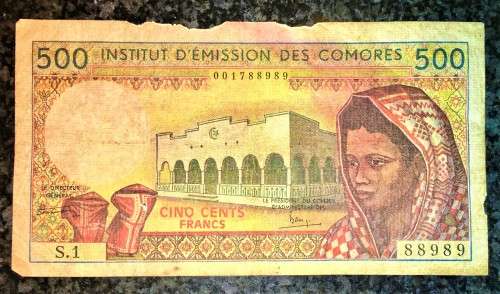 500 INSTITUT D'ÉMISSION DES COMORES 500
001788989
LE DIRECTEUR
GÉNÉRAL
LE PRÉSIDENT DU CONSEIL
D'ADMINISTRATION
CINQ CENTS
FRANCS
S.1
88989